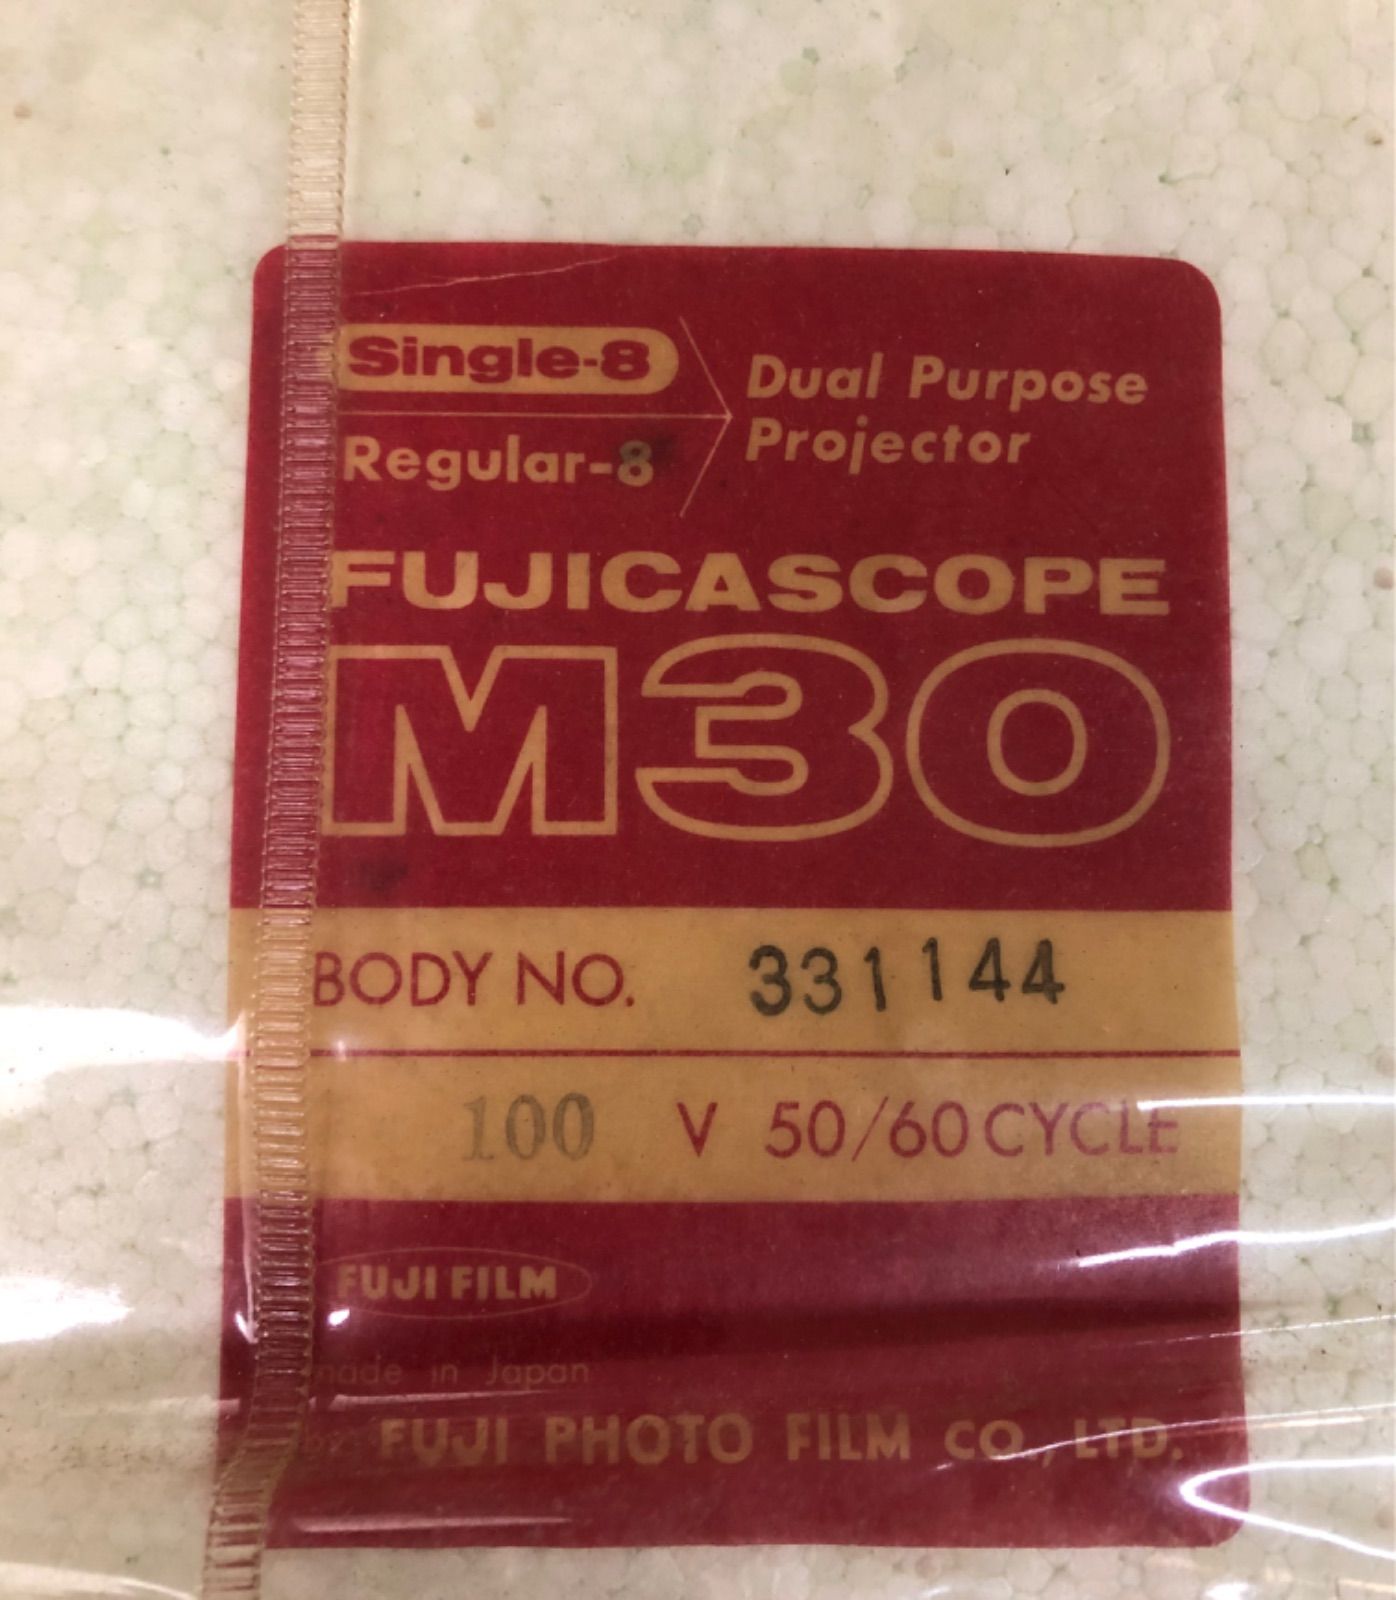 Single-8
Regular-8
Dual Purpose
Projector
FUJICASCOPE
M30
BODY NO. 331144
100 V 50/60 CYCLE
FUJI FILM
made in Japan
by FUJI PHOTO FILM CO., LTD.